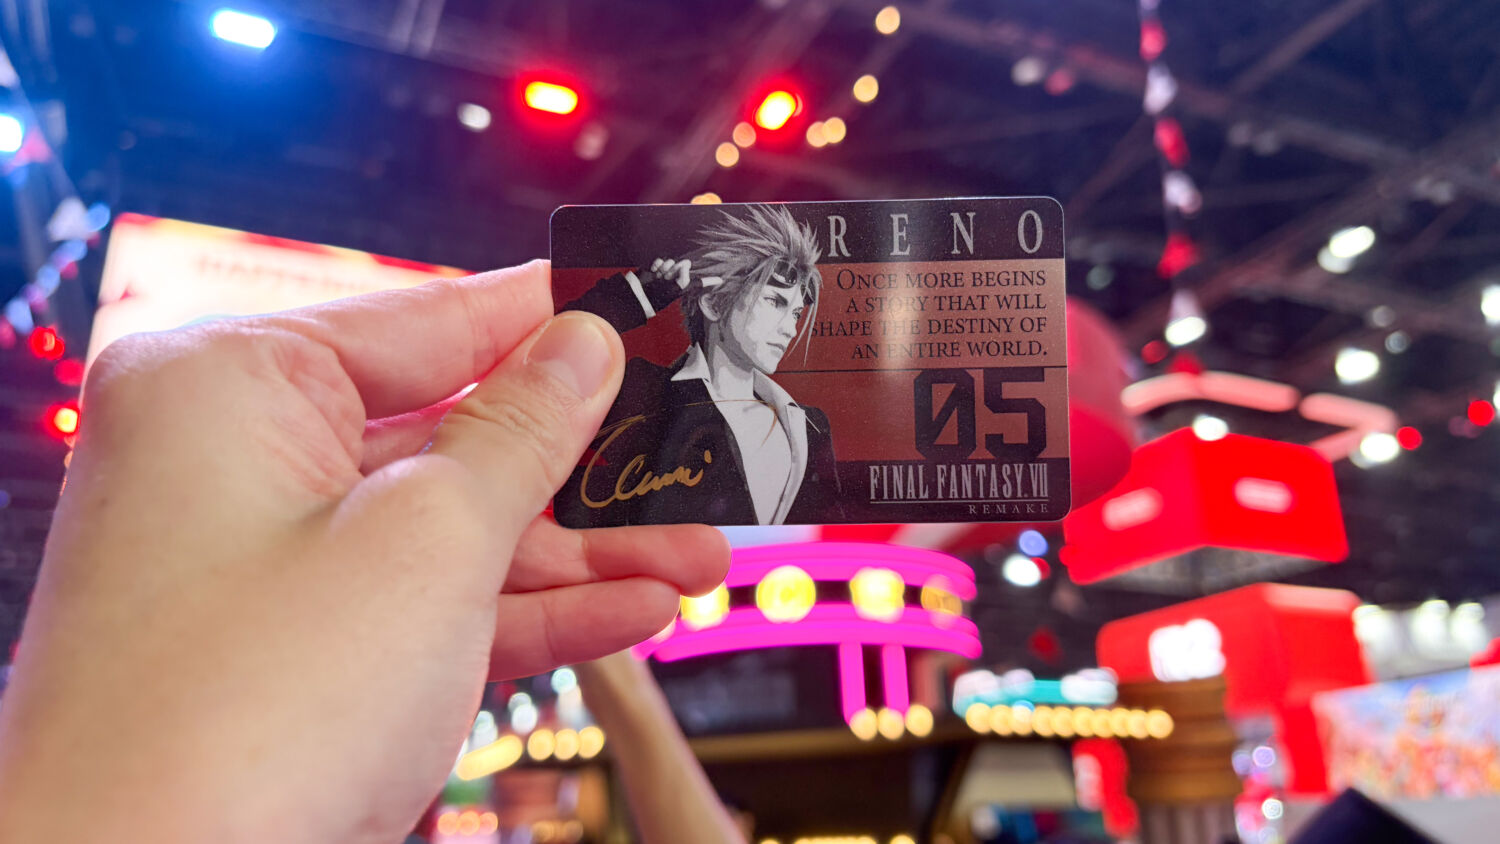 RENO
ONCE MORE BEGINS
A STORY THAT WILL
SHAPE THE DESTINY OF
AN ENTIRE WORLD.
05
FINAL FANTASY VII
REMAKE